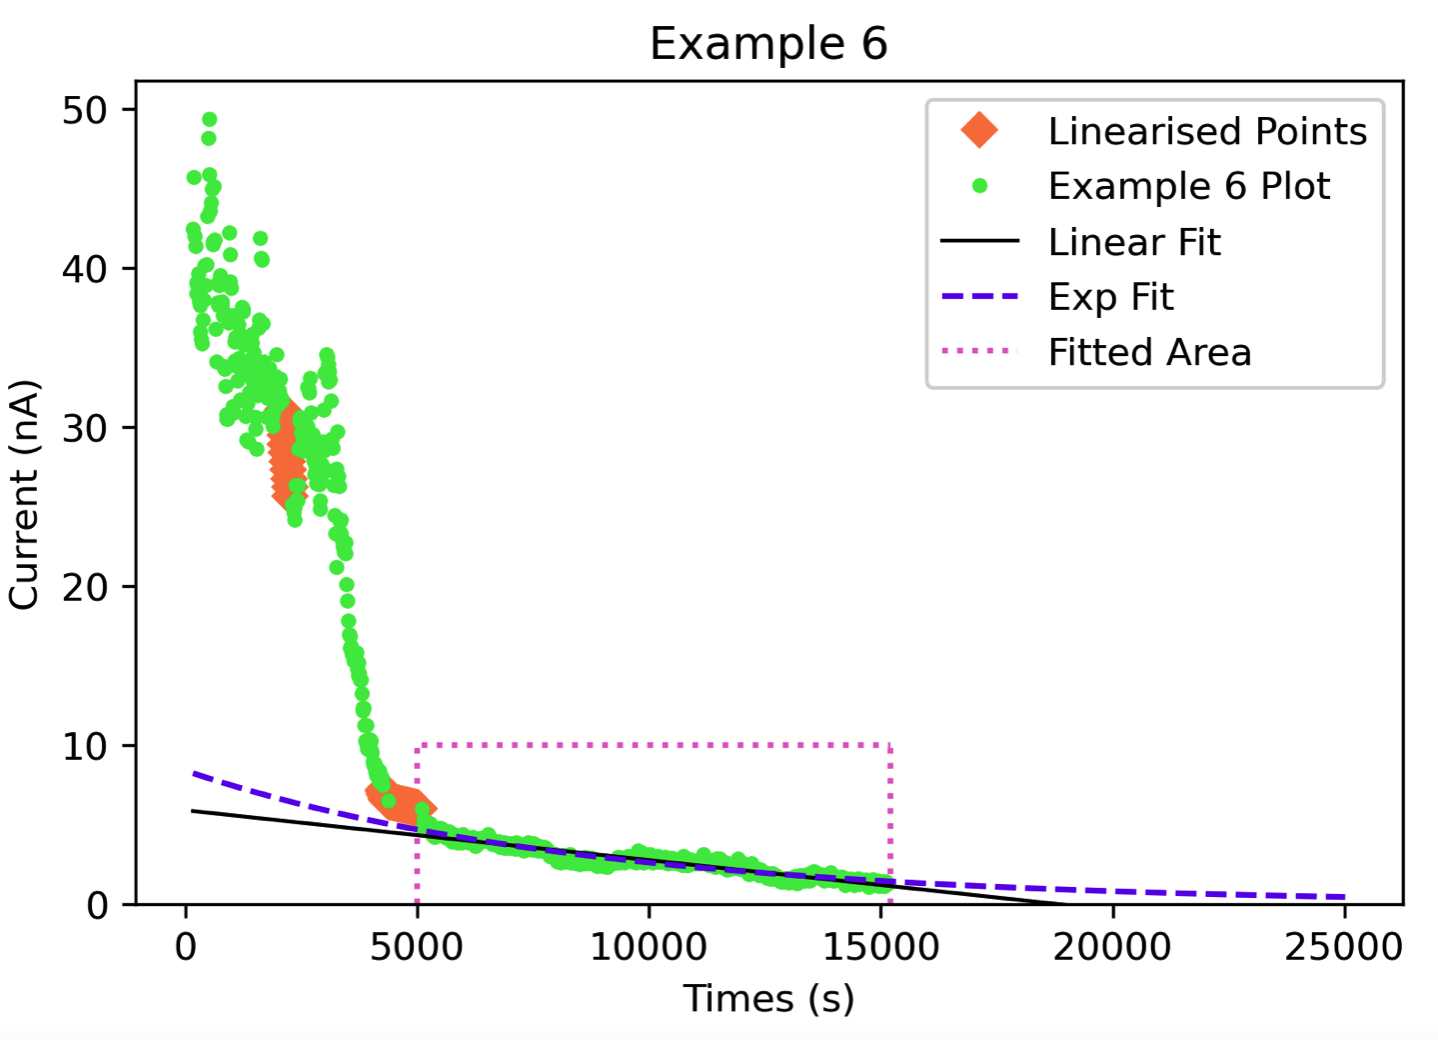 Example 6
50
40
30
20
10
0
Current (nA)
Linearised Points
Example 6 Plot
Linear Fit
Exp Fit
Fitted Area
0 5000 10000 15000 20000 25000
Times (s)